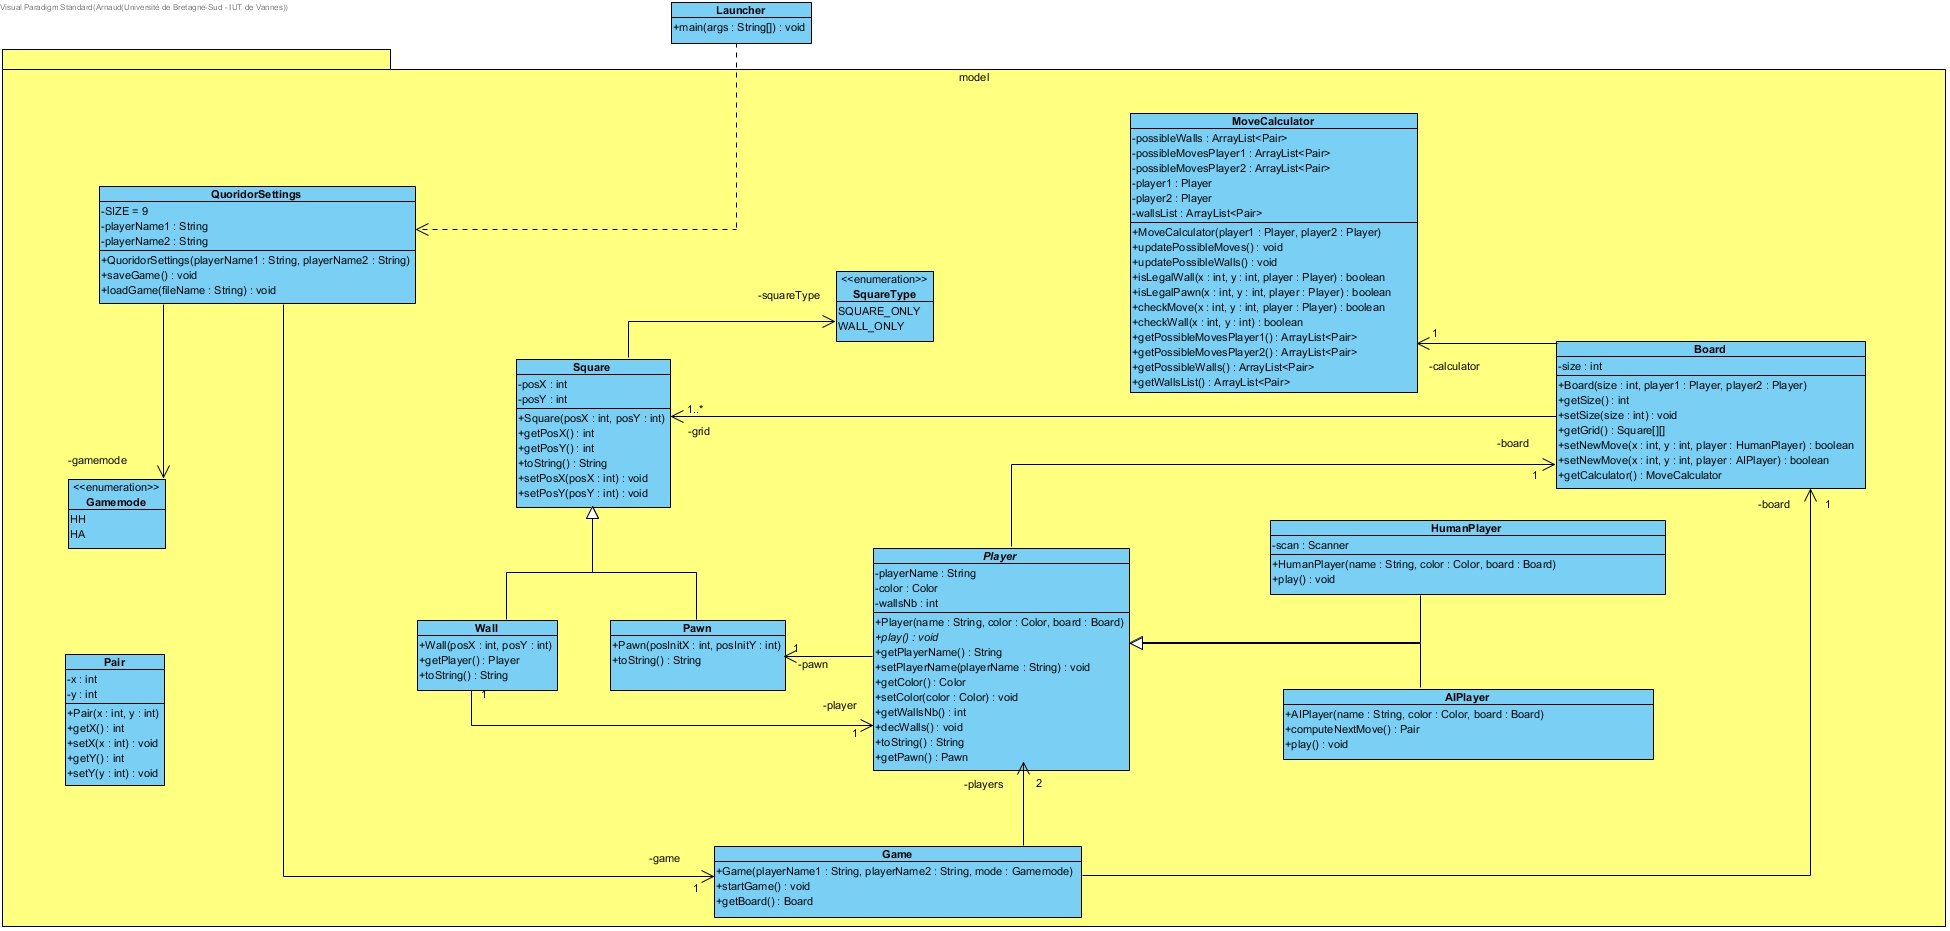 Visual Paradigm Standard(Arnaud(Université de Bretagne-Sud - IUT de Vannes))
Launcher
+main(args : String[]) : void
model
MoveCalculator
-possibleWalls : ArrayList<Pair>
-possibleMovesPlayer1 : ArrayList<Pair>
-possibleMovesPlayer2 : ArrayList<Pair>
-player1 : Player
-player2 : Player
-wallsList : ArrayList<Pair>
+MoveCalculator(player1 : Player, player2 : Player)
+updatePossibleMoves() : void
+updatePossibleWalls() : void
+isLegalWall(x : int, y : int, player : Player) : boolean
+isLegalPawn(x : int, y : int, player : Player) : boolean
+checkMove(x : int, y : int, player : Player) : boolean
+checkWall(x : int, y : int) : boolean
+getPossibleMovesPlayer1() : ArrayList<Pair>
+getPossibleMovesPlayer2() : ArrayList<Pair>
+getPossibleWalls() : ArrayList<Pair>
+getWallsList() : ArrayList<Pair>
QuoridorSettings
-SIZE = 9
-playerName1 : String
-playerName2 : String
+QuoridorSettings(playerName1 : String, playerName2 : String)
+saveGame() : void
+loadGame(fileName : String) : void
-squareType
<<enumeration>>
SquareType
SQUARE_ONLY
WALL_ONLY
1
-calculator
Board
-size : int
+Board(size : int, player1 : Player, player2 : Player)
+getSize() : int
+setSize(size : int) : void
+getGrid() : Square[][]
+setNewMove(x : int, y : int, player : HumanPlayer) : boolean
+setNewMove(x : int, y : int, player : AIPlayer) : boolean
+getCalculator() : MoveCalculator
Square
-posX : int
-posY : int
+Square(posX : int, posY : int)
+getPosX() : int
+getPosY() : int
+toString() : String
+setPosX(posX : int) : void
+setPosY(posY : int) : void
1..*
-grid
-board
1
-gamemode
<<enumeration>>
Gamemode
HH
HA
-board
1
HumanPlayer
-scan : Scanner
+HumanPlayer(name : String, color : Color, board : Board)
+play() : void
Player
-playerName : String
-color : Color
-wallsNb : int
+Player(name : String, color : Color, board : Board)
+play() : void
+getPlayerName() : String
+setPlayerName(playerName : String) : void
+getColor() : Color
+setColor(color : Color) : void
+getWallsNb() : int
+decWalls() : void
+toString() : String
+getPawn() : Pawn
Wall
+Wall(posX : int, posY : int)
+getPlayer() : Player
+toString() : String
1
Pawn
+Pawn(posInitX : int, posInitY : int)
+toString() : String
1
-pawn
-player
1
Pair
-x : int
-y : int
+Pair(x : int, y : int)
+getX() : int
+setX(x : int) : void
+getY() : int
+setY(y : int) : void
AIPlayer
+AIPlayer(name : String, color : Color, board : Board)
+computeNextMove() : Pair
+play() : void
-players
2
-game
1
Game
+Game(playerName1 : String, playerName2 : String, mode : Gamemode)
+startGame() : void
+getBoard() : Board